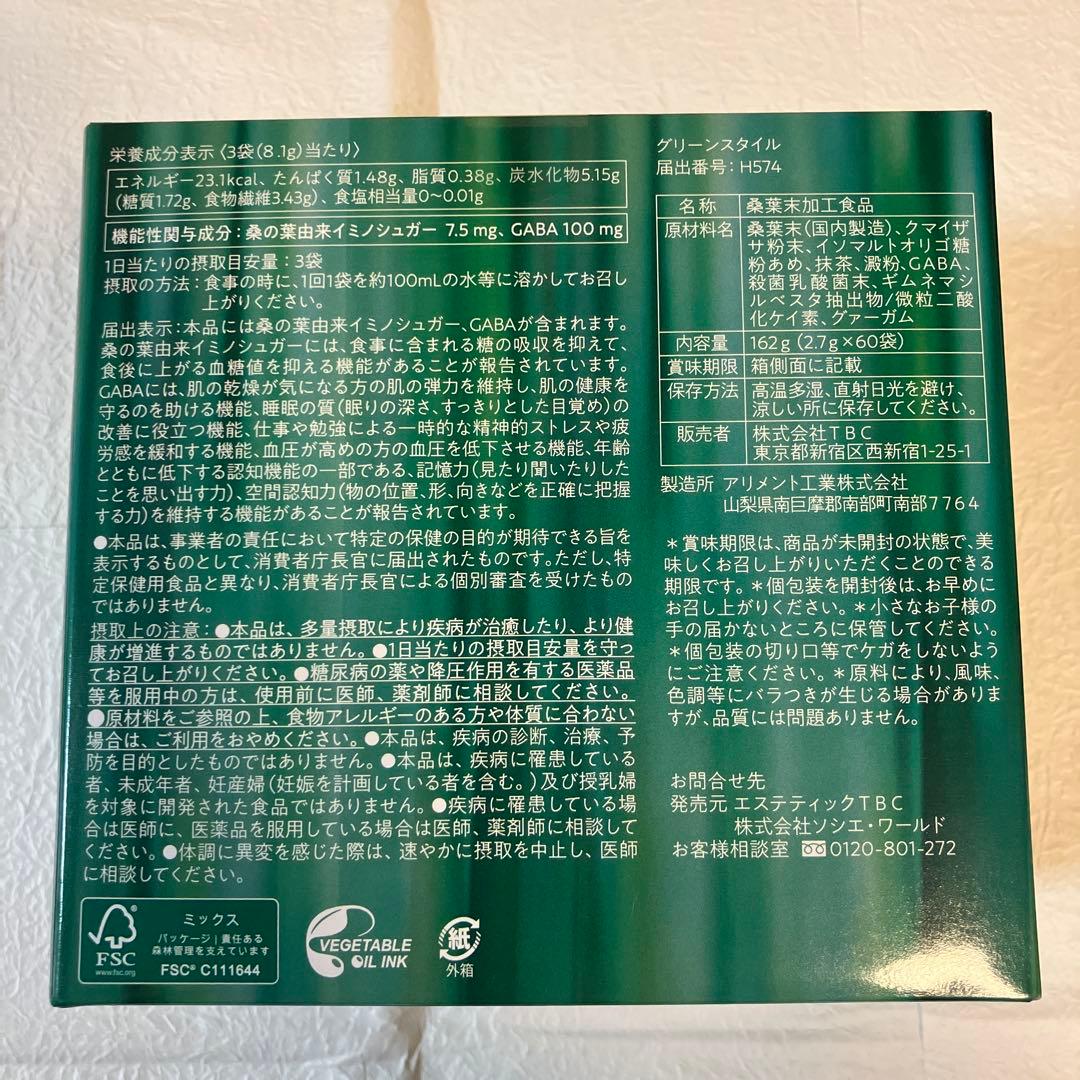 栄養成分表示〈3袋(8.1g)当たり〉
エネルギー23.1kcal、たんぱく質1.48g、脂質0.38g、炭水化物5.15g
(糖質1.72g、食物繊維3.43g)、食塩相当量0〜0.01g
機能性関与成分：桑の葉由来イミノシュガー 7.5mg、GABA 100mg
1日当たりの摂取目安量：3袋
摂取の方法：食事の時に、1回1袋を約100mLの水等に溶かしてお召し
上がりください。
届出表示：本品には桑の葉由来イミノシュガー、GABAが含まれます。
桑の葉由来イミノシュガーには、食事に含まれる糖の吸収を抑えて、
食後に上がる血糖値を抑える機能があることが報告されています。
GABAには、肌の乾燥が気になる方の肌の弾力を維持し、肌の健康を
守るのを助ける機能、睡眠の質(眠りの深さ、すっきりとした目覚め)の
改善に役立つ機能、仕事や勉強による一時的な精神的ストレスや疲
労感を緩和する機能、血圧が高めの方の血圧を低下させる機能、年齢
とともに低下する認知機能の一部である、記憶力(見たり聞いたりした
ことを思い出す力)、空間認知力(物の位置、形、向きなどを正確に把握
する力)を維持する機能があることが報告されています。
●本品は、事業者の責任において特定の保健の目的が期待できる旨を
表示するものとして、消費者庁長官に届出されたものです。ただし、特
定保健用食品と異なり、消費者庁長官による個別審査を受けたもの
ではありません。
摂取上の注意：●本品は、多量摂取により疾病が治癒したり、より健
康が増進するものではありません。●1日当たりの摂取目安量を守っ
てお召し上がりください。●糖尿病の薬や降圧作用を有する医薬品
等を服用中の方は、使用前に医師、薬剤師に相談してください。
●原材料をご参照の上、食物アレルギーのある方や体質に合わない
場合は、ご利用をおやめください。●本品は、疾病の診断、治療、予
防を目的としたものではありません。●本品は、疾病に罹患している
者、未成年者、妊産婦(妊娠を計画している者を含む。)及び授乳婦
を対象に開発された食品ではありません。●疾病に罹患している場
合は医師に、医薬品を服用している場合は医師、薬剤師に相談して
ください。●体調に異変を感じた際は、速やかに摂取を中止し、医師
に相談してください。
FSC
www.fsc.org
ミックス
パッケージ｜責任ある
森林管理を支えています
FSC® C111644
VEGETABLE
OIL INK
紙
外箱
グリーンスタイル
届出番号：H574
名称 桑葉末加工食品
原材料名 桑葉末(国内製造)、クマイザ
サ粉末、イソマルトオリゴ糖
粉あめ、抹茶、澱粉、GABA、
殺菌乳酸菌末、ギムネマシ
ルベスタ抽出物/微粒二酸
化ケイ素、グァーガム
内容量 162g(2.7g×60袋)
賞味期限 箱側面に記載
保存方法 高温多湿、直射日光を避け、
涼しい所に保存してください。
販売者 株式会社TBC
東京都新宿区西新宿1-25-1
製造所 アリメント工業株式会社
山梨県南巨摩郡南部町南部7764
＊賞味期限は、商品が未開封の状態で、美
味しくお召し上がりいただくことのできる
期限です。＊個包装を開封後は、お早めに
お召し上がりください。＊小さなお子様の
手の届かないところに保管してください。
＊個包装の切り口等でケガをしないよう
にご注意ください。＊原料により、風味、
色調等にバラつきが生じる場合がありま
すが、品質には問題ありません。
お問合せ先
発売元 エステティックTBC
株式会社ソシエ・ワールド
お客様相談室 0120-801-272